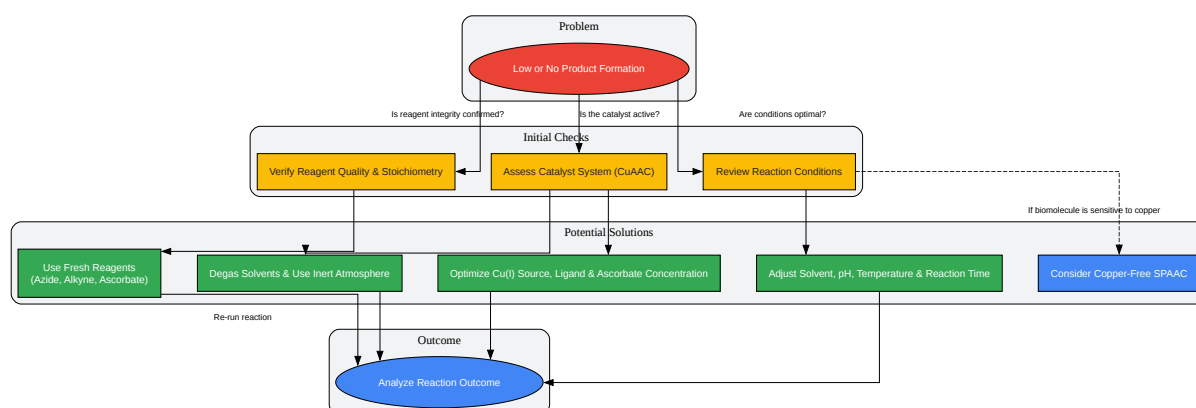 Problem
Low or No Product Formation
Is reagent integrity confirmed?
Is the catalyst active?
Are conditions optimal?
Initial Checks
Verify Reagent Quality & Stoichiometry
Assess Catalyst System (CuAAC)
Review Reaction Conditions
If biomolecule is sensitive to copper
Potential Solutions
Use Fresh Reagents
(Azide, Alkyne, Ascorbate)
Degas Solvents & Use Inert Atmosphere
Optimize Cu(I) Source, Ligand & Ascorbate Concentration
Adjust Solvent, pH, Temperature & Reaction Time
Consider Copper-Free SPAAC
Re-run reaction
Outcome
Analyze Reaction Outcome